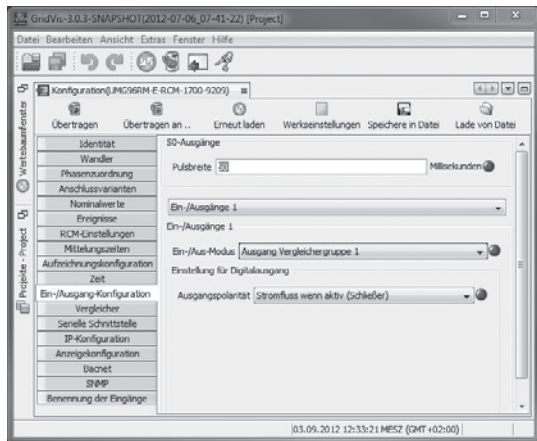 GridVis-3.0.3-SNAPSHOT(2012-07-06_07-41-22) [Project]
Datei Bearbeiten Ansicht Extras Fenster Hilfe
Konfiguration(UMG96RM-E-RCM-1700-9209)
Übertragen Übertragen an .. Erneut laden Werkseinstellungen Speichere in Datei Lade von Datei
Wertebaumfenster
Projekte - Project
Identität
Wandler
Phasenzuordnung
Anschlussvarianten
Nominalwerte
Ereignisse
RCM-Einstellungen
Mittelungszeiten
Aufzeichnungskonfiguration
Zeit
Ein-/Ausgang-Konfiguration
Vergleicher
Serielle Schnittstelle
IP-Konfiguration
Anzeigekonfiguration
Bacnet
SNMP
Benennung der Eingänge
S0-Ausgänge
Pulsbreite Millisekunden
Ein-/Ausgänge 1
Ein-/Ausgänge 1
Ein-/Aus-Modus Ausgang Vergleichergruppe 1
Einstellung für Digitalausgang
Ausgangspolarität Stromfluss wenn aktiv (Schließer)
03.09.2012 12:33:21 MESZ (GMT+02:00)